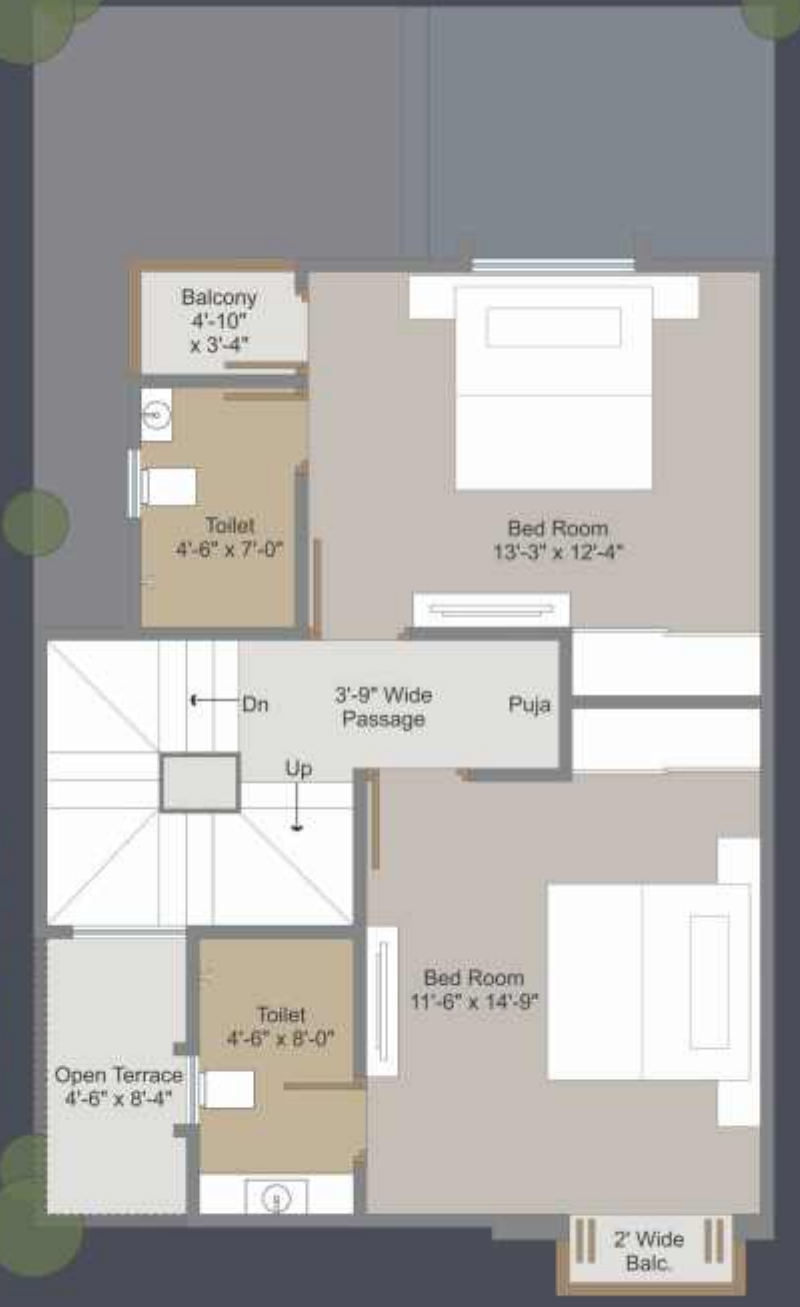 Balcony
4'-10"
x 3'-4"
Toilet
4'-6" x 7'-0"
Bed Room
13'-3" x 12'-4"
Dn
3'-9" Wide
Passage
Puja
Up
Bed Room
11'-6" x 14'-9"
Toilet
4'-6" x 8'-0"
Open Terrace
4'-6" x 8'-4"
2' Wide
Balc.